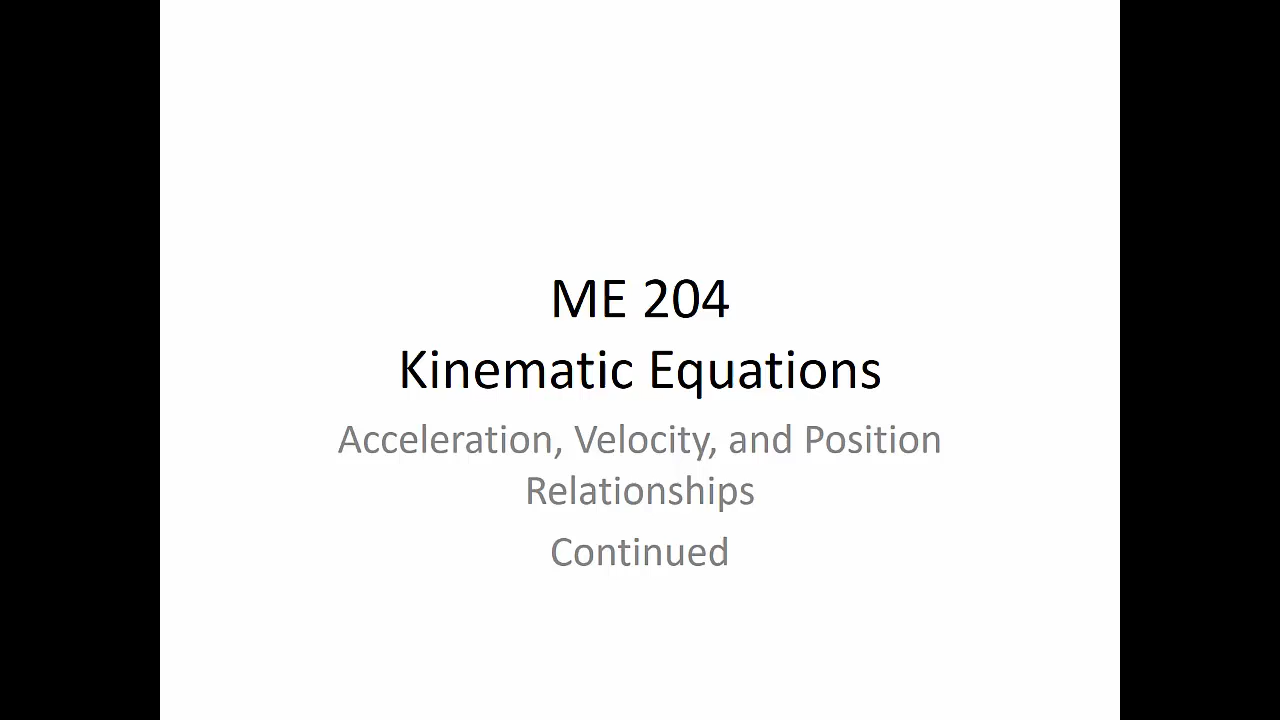 ME 204
Kinematic Equations
Acceleration, Velocity, and Position
Relationships
Continued